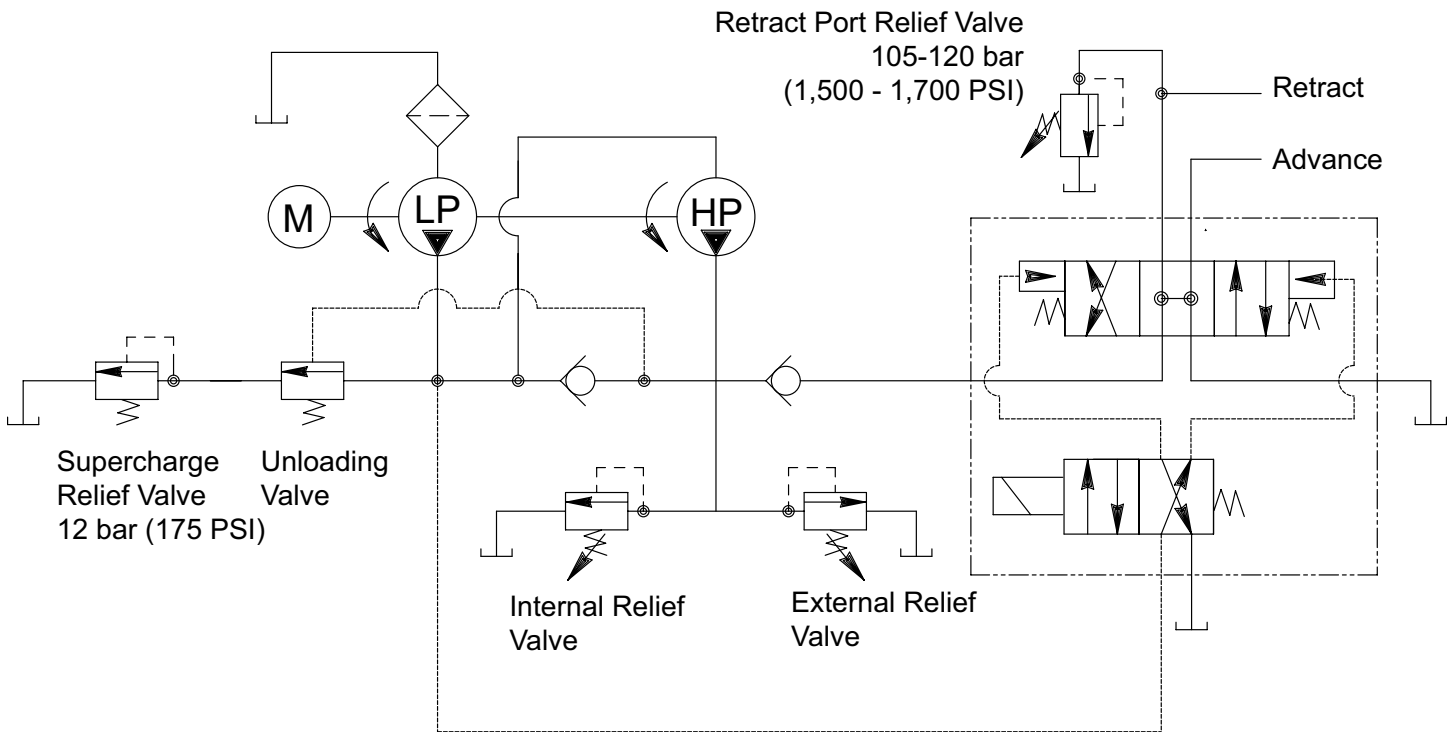 Retract Port Relief Valve
105-120 bar
(1,500 - 1,700 PSI)
Retract
Advance
M
LP
HP
Supercharge
Relief Valve
12 bar (175 PSI)
Unloading
Valve
Internal Relief
Valve
External Relief
Valve